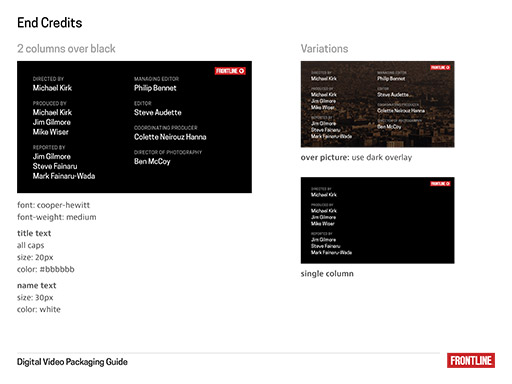 End Credits
2 columns over black
FRONTLINE
DIRECTED BY
Michael Kirk
PRODUCED BY
Michael Kirk
Jim Gilmore
Mike Wiser
REPORTED BY
Jim Gilmore
Steve Fainaru
Mark Fainaru-Wada
MANAGING EDITOR
Philip Bennet
EDITOR
Steve Audette
COORDINATING PRODUCER
Colette Neirouz Hanna
DIRECTOR OF PHOTOGRAPHY
Ben McCoy
font: cooper-hewitt
font-weight: medium
title text
all caps
size: 20px
color: #bbbbbb
name text
size: 30px
color: white
Variations
FRONTLINE
DIRECTED BY
Michael Kirk
PRODUCED BY
Michael Kirk
Jim Gilmore
Mike Wiser
REPORTED BY
Jim Gilmore
Steve Fainaru
Mark Fainaru-Wada
MANAGING EDITOR
Philip Bennet
EDITOR
Steve Audette
COORDINATING PRODUCER
Colette Neirouz Hanna
DIRECTOR OF PHOTOGRAPHY
Ben McCoy
over picture: use dark overlay
FRONTLINE
DIRECTED BY
Michael Kirk
PRODUCED BY
Michael Kirk
Jim Gilmore
Mike Wiser
REPORTED BY
Jim Gilmore
Steve Fainaru
Mark Fainaru-Wada
single column
Digital Video Packaging Guide
FRONTLINE